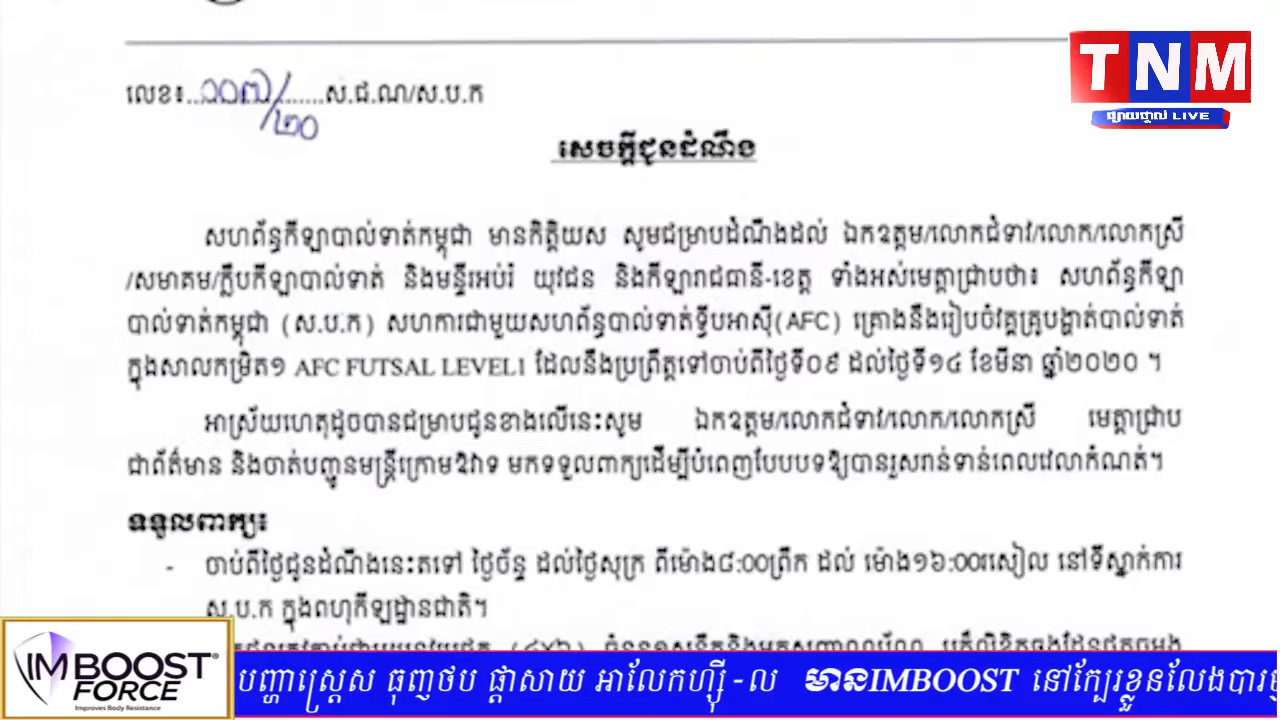 TNM
ផ្សាយផ្ទាល់ LIVE
លេខ៖ ១០៧/២០ ស.ជ.ណ/ស.ប.ក
សេចក្តីជូនដំណឹង
សហព័ន្ធកីឡាបាល់ទាត់កម្ពុជា មានកិត្តិយស សូមជម្រាបដំណឹងដល់ ឯកឧត្តម/លោកជំទាវ/លោក/លោកស្រី
/សមាគម/ក្លឹបកីឡាបាល់ទាត់ និងមន្ទីរអប់រំ យុវជន និងកីឡារាជធានី-ខេត្ត ទាំងអស់មេត្តាជ្រាបថា៖ សហព័ន្ធកីឡា
បាល់ទាត់កម្ពុជា (ស.ប.ក) សហការជាមួយសហព័ន្ធបាល់ទាត់ទ្វីបអាស៊ី(AFC) គ្រោងនឹងរៀបចំវគ្គគ្រូបង្ហាត់បាល់ទាត់
ក្នុងសាលកម្រិត១ AFC FUTSAL LEVEL1 ដែលនឹងប្រព្រឹត្តទៅចាប់ពីថ្ងៃទី០៩ ដល់ថ្ងៃទី១៤ ខែមីនា ឆ្នាំ២០២០ ។
អាស្រ័យហេតុដូចបានជម្រាបជូនខាងលើនេះសូម ឯកឧត្តម/លោកជំទាវ/លោក/លោកស្រី មេត្តាជ្រាប
ជាព័ត៌មាន និងចាត់បញ្ជូនមន្ត្រីក្រោមឱវាទ មកទទួលពាក្យដើម្បីបំពេញបែបបទឱ្យបានរួសរាន់ទាន់ពេលវេលាកំណត់។
ទទួលពាក្យ៖
- ចាប់ពីថ្ងៃជូនដំណឹងនេះតទៅ ថ្ងៃច័ន្ទ ដល់ថ្ងៃសុក្រ ពីម៉ោង៨:00ព្រឹក ដល់ ម៉ោង១៦:00រសៀល នៅទីស្នាក់ការ
ស.ប.ក ក្នុងពហុកីឡដ្ឋានជាតិ។
IMBOOST
FORCE
Improves Body Resistance
បញ្ហាស្ត្រេស ធុញថប់ ផ្តាសាយ អាលែកហ្ស៊ី -ល មានIMBOOST នៅក្បែរខ្លួនលែងបារម្ភ